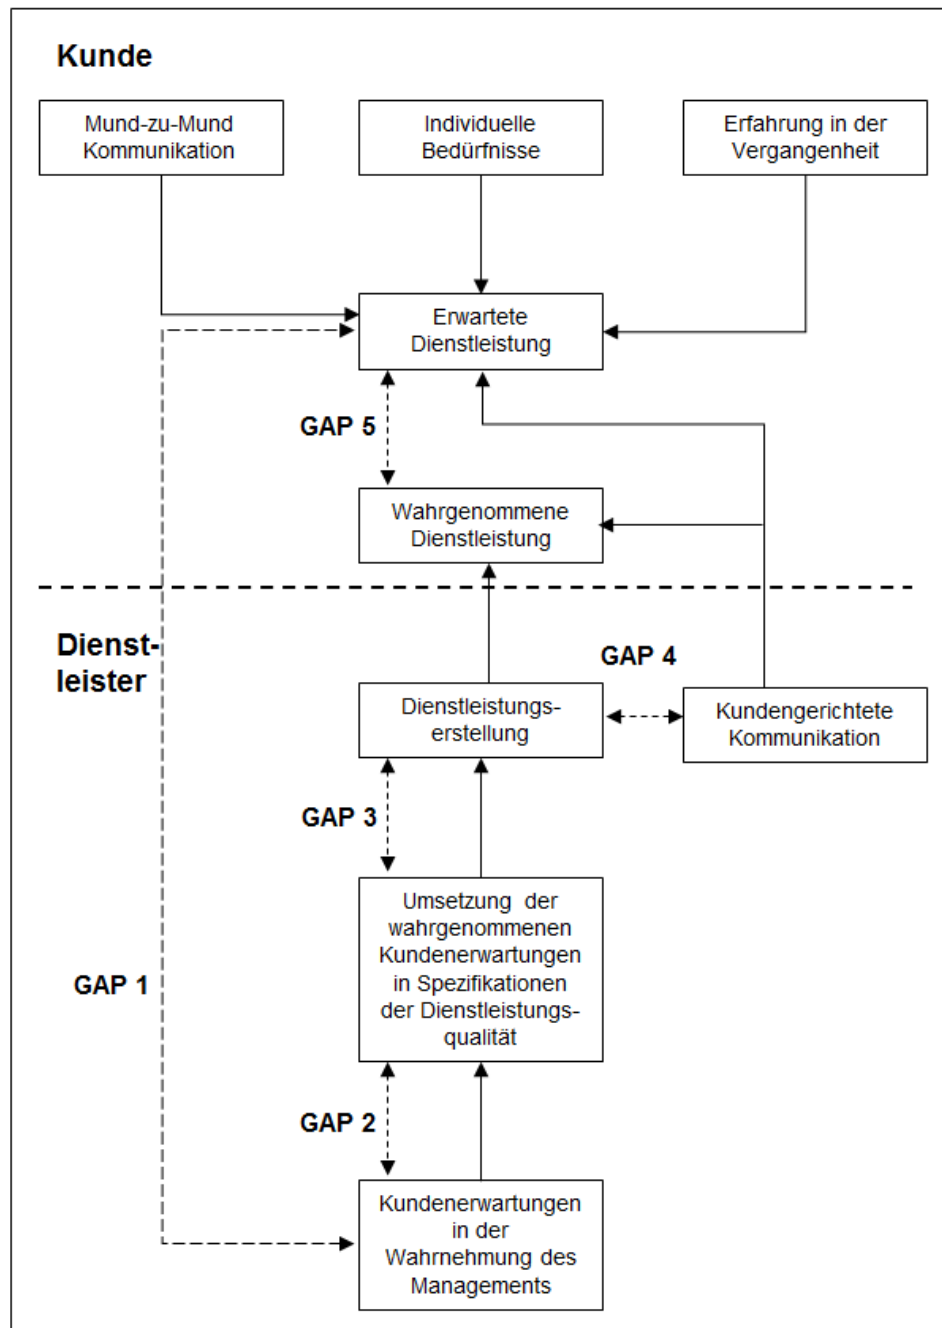 Kunde
Mund-zu-Mund
Kommunikation
Individuelle
Bedürfnisse
Erfahrung in der
Vergangenheit
Erwartete
Dienstleistung
GAP 5
Wahrgenommene
Dienstleistung
Dienst-
leister
GAP 4
Dienstleistungs-
erstellung
Kundengerichtete
Kommunikation
GAP 3
Umsetzung der
wahrgenommenen
Kundenerwartungen
in Spezifikationen
der Dienstleistungs-
qualität
GAP 1
GAP 2
Kundenerwartungen
in der
Wahrnehmung des
Managements